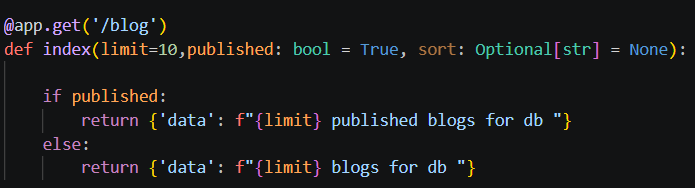 @app.get('/blog')
def index(limit=10,published: bool = True, sort: Optional[str] = None):
    if published:
        return {'data': f"{limit} published blogs for db "}
    else:
        return {'data': f"{limit} blogs for db "}